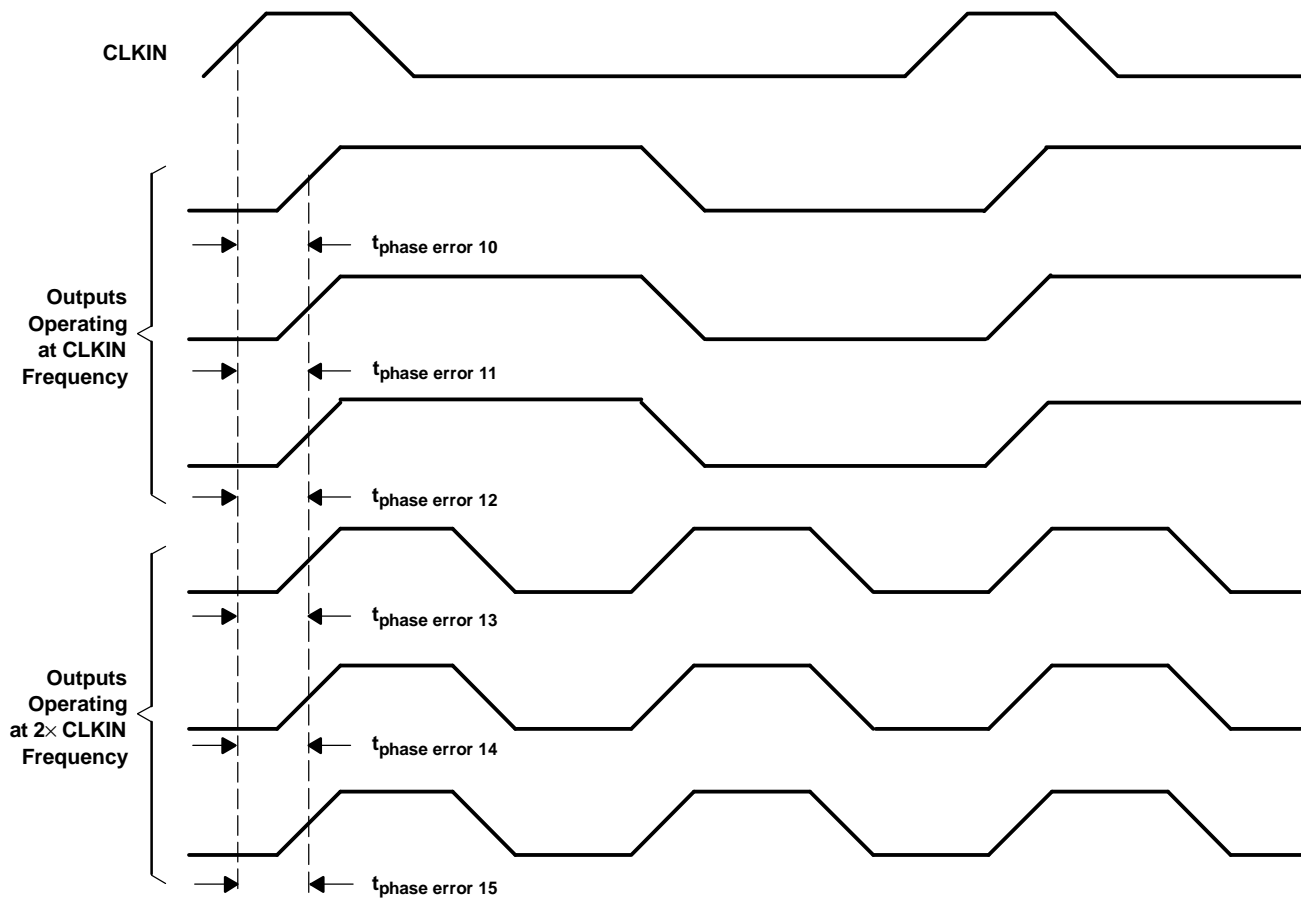 CLKIN
tphase error 10
Outputs
Operating
at CLKIN
Frequency
tphase error 11
tphase error 12
tphase error 13
Outputs
Operating
at 2× CLKIN
Frequency
tphase error 14
tphase error 15